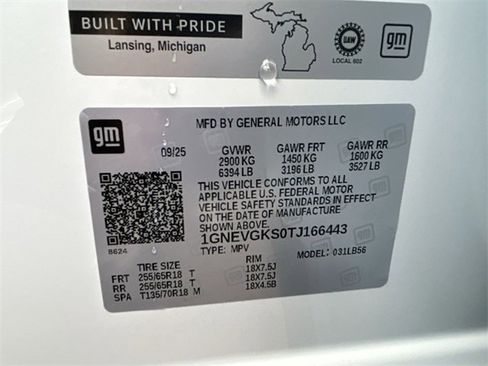 BUILT WITH PRIDE
Lansing, Michigan
UAW
LOCAL 602
gm
gm
MFD BY GENERAL MOTORS LLC
09/25 GVWR GAWR FRT GAWR RR
2900 KG 1450 KG 1600 KG
6394 LB 3196 LB 3527 LB
THIS VEHICLE CONFORMS TO ALL
APPLICABLE U.S. FEDERAL MOTOR
VEHICLE SAFETY STANDARDS IN EFFECT
ON THE DATE OF MANUFACTURE SHOWN ABOVE.
1GNEVGKS0TJ166443
TYPE: MPV MODEL: 031LB56
8624
TIRE SIZE RIM
FRT 255/65R18 T 18X7.5J
RR 255/65R18 T 18X7.5J
SPA T135/70R18 M 18X4.5B